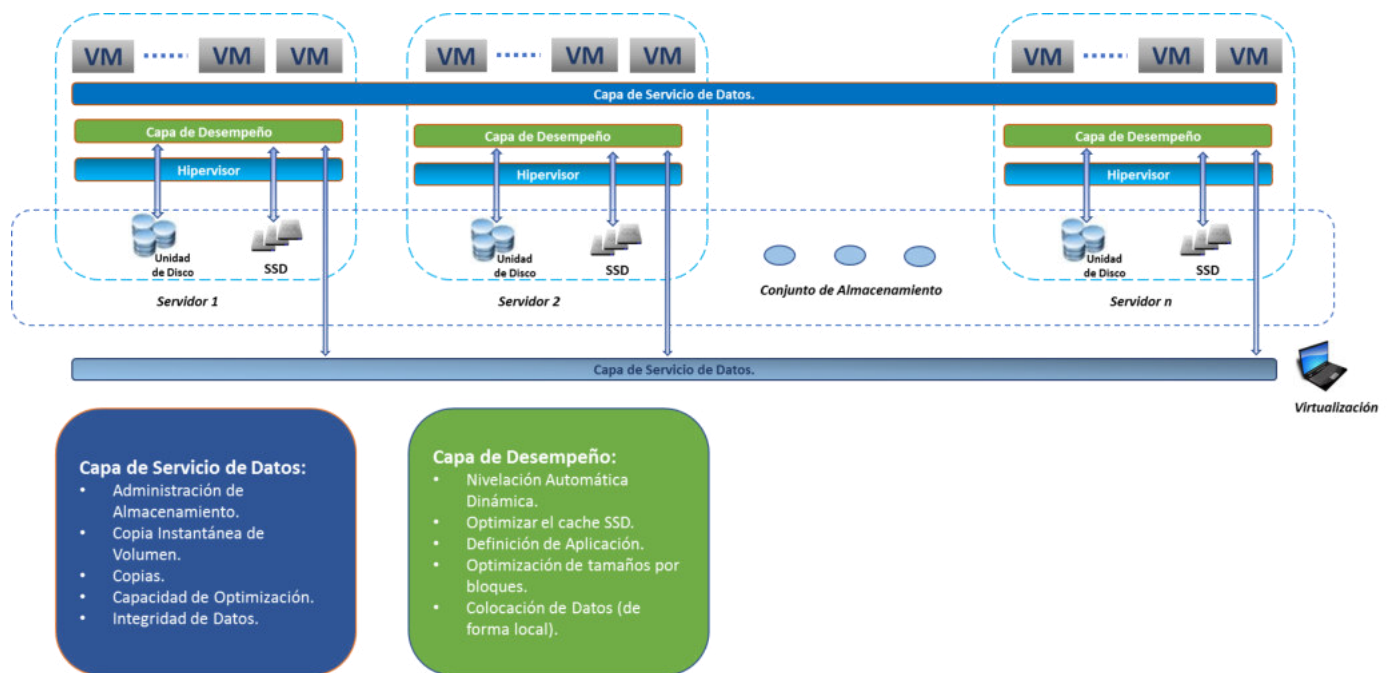 VM VM VM
VM VM VM
VM VM VM
Capa de Servicio de Datos.
Capa de Desempeño
Capa de Desempeño
Capa de Desempeño
Hipervisor
Hipervisor
Hipervisor
Unidad
de Disco
SSD
Unidad
de Disco
SSD
Unidad
de Disco
SSD
Servidor 1
Servidor 2
Conjunto de Almacenamiento
Servidor n
Capa de Servicio de Datos.
Virtualización
Capa de Servicio de Datos:
• Administración de
Almacenamiento.
• Copia Instantánea de
Volumen.
• Copias.
• Capacidad de Optimización.
• Integridad de Datos.
Capa de Desempeño:
• Nivelación Automática
Dinámica.
• Optimizar el cache SSD.
• Definición de Aplicación.
• Optimización de tamaños por
bloques.
• Colocación de Datos (de
forma local).